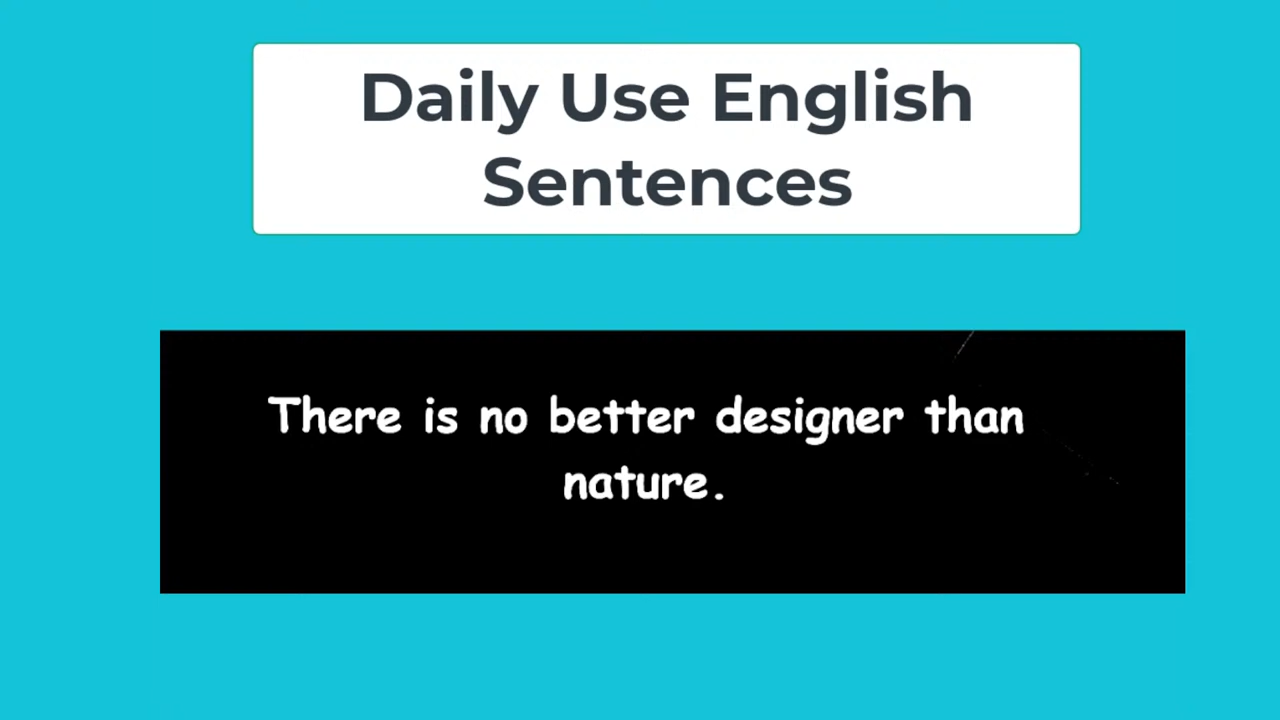 Daily Use English
Sentences
There is no better designer than
nature.